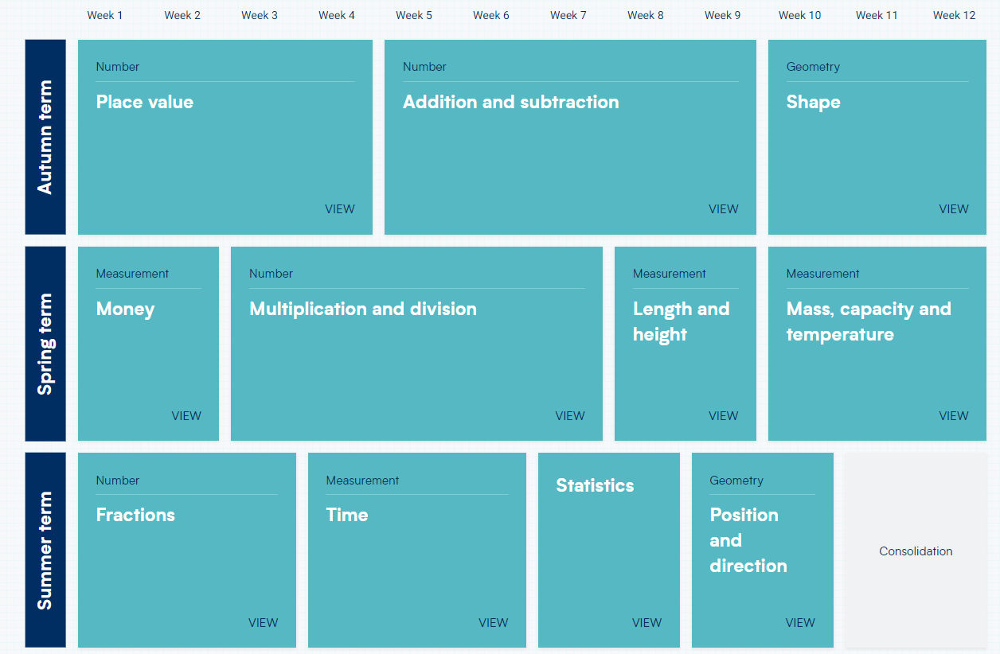 Week 1 Week 2 Week 3 Week 4 Week 5 Week 6 Week 7 Week 8 Week 9 Week 10 Week 11 Week 12
Autumn term
Number
Place value
VIEW
Number
Addition and subtraction
VIEW
Geometry
Shape
VIEW
Spring term
Measurement
Money
VIEW
Number
Multiplication and division
VIEW
Measurement
Length and
height
VIEW
Measurement
Mass, capacity and
temperature
VIEW
Summer term
Number
Fractions
VIEW
Measurement
Time
VIEW
Statistics
VIEW
Geometry
Position
and
direction
VIEW
Consolidation